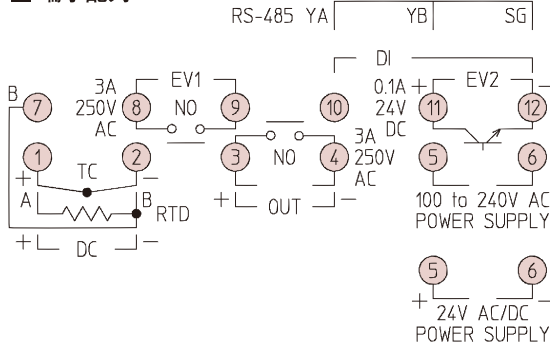 RS-485 YA YB SG
DI
3A EV1 0.1A + EV2 −
B 7 250V 8 NO 9 10 24V 11 12
AC DC
1 2 3 NO 4 3A 250V AC 5 6
+ TC −
A B RTD
+ OUT −
100 to 240V AC
POWER SUPPLY
+ DC −
5 6
+ 24V AC/DC −
POWER SUPPLY